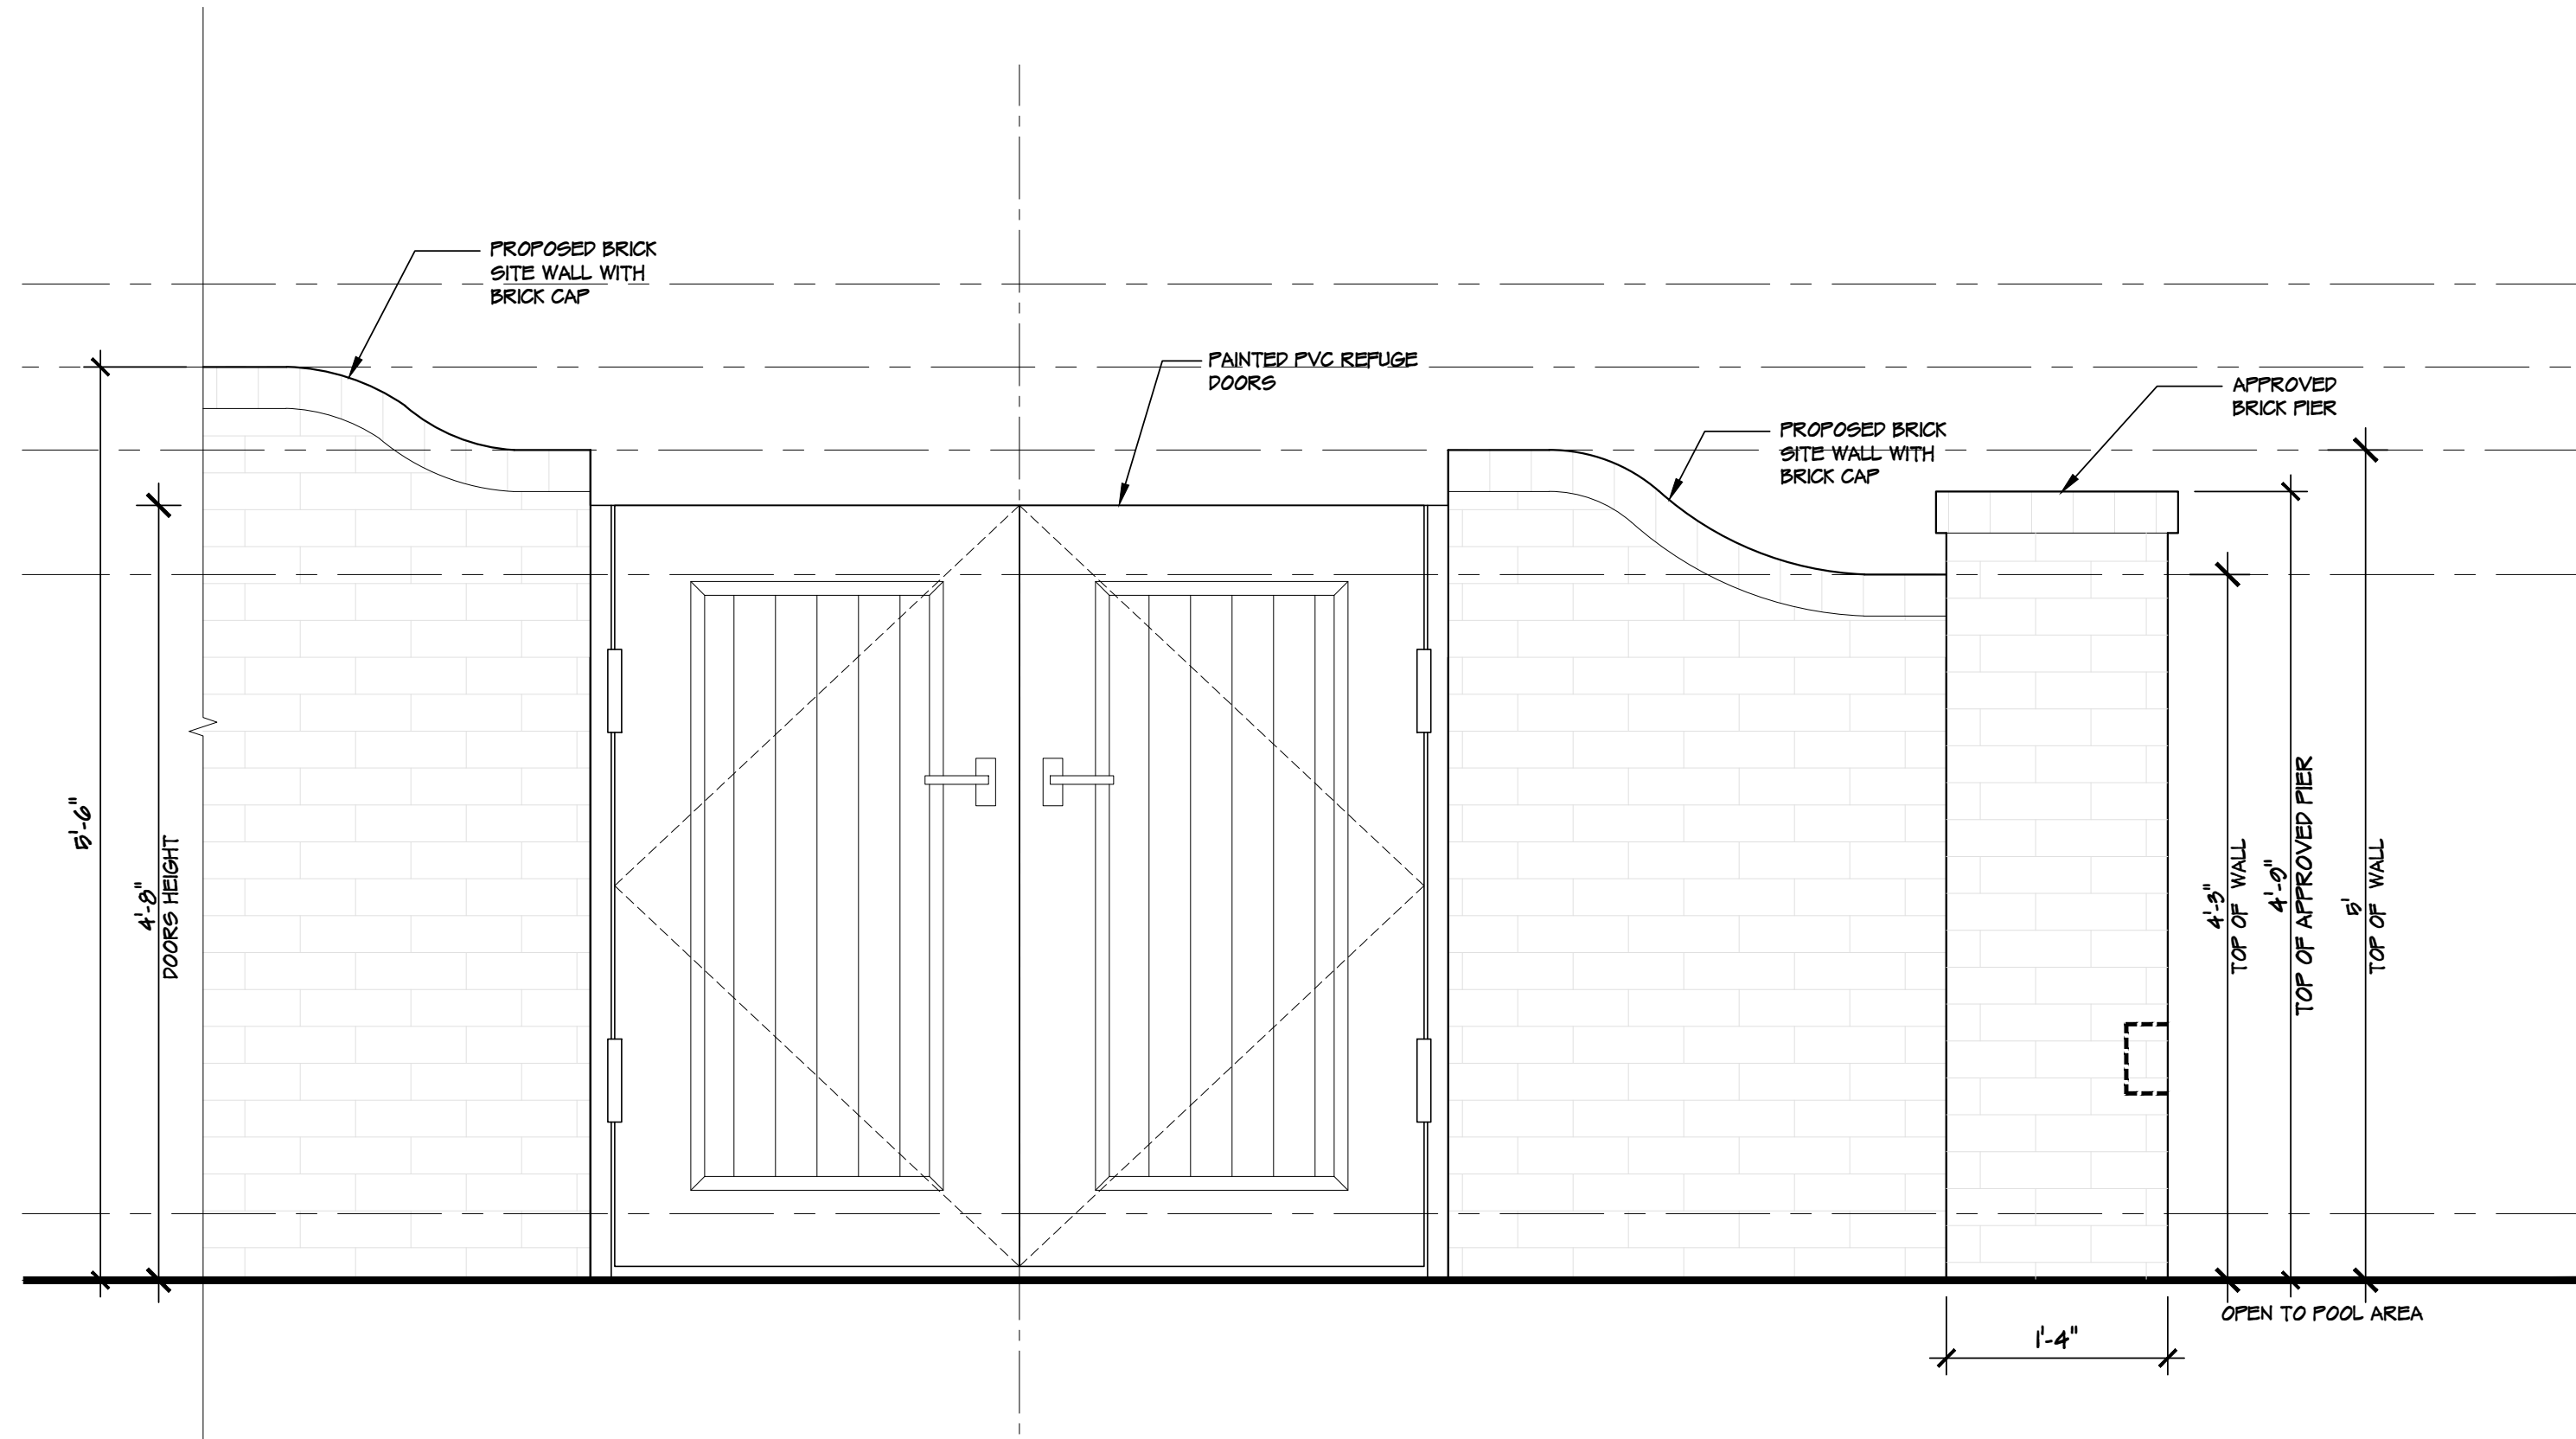 PROPOSED BRICK
SITE WALL WITH
BRICK CAP
PAINTED PVC REFUGE
DOORS
APPROVED
BRICK PIER
PROPOSED BRICK
SITE WALL WITH
BRICK CAP
5'-6"
4'-8"
DOORS HEIGHT
4'-3"
TOP OF WALL
4'-9"
TOP OF APPROVED PIER
5'
TOP OF WALL
OPEN TO POOL AREA
1'-4"